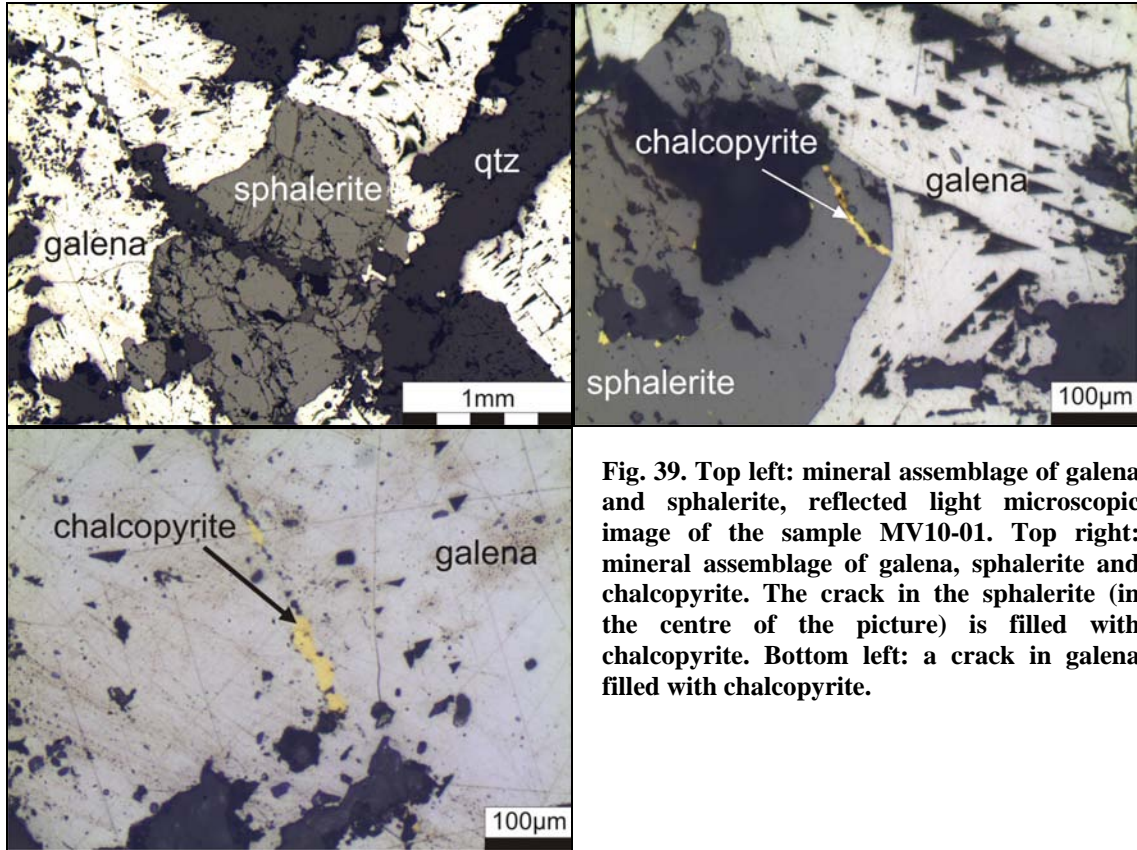 galena
sphalerite
qtz
1mm
chalcopyrite
galena
sphalerite
100µm
chalcopyrite
galena
100µm
Fig. 39. Top left: mineral assemblage of galena
and sphalerite, reflected light microscopic
image of the sample MV10-01. Top right:
mineral assemblage of galena, sphalerite and
chalcopyrite. The crack in the sphalerite (in
the centre of the picture) is filled with
chalcopyrite. Bottom left: a crack in galena
filled with chalcopyrite.